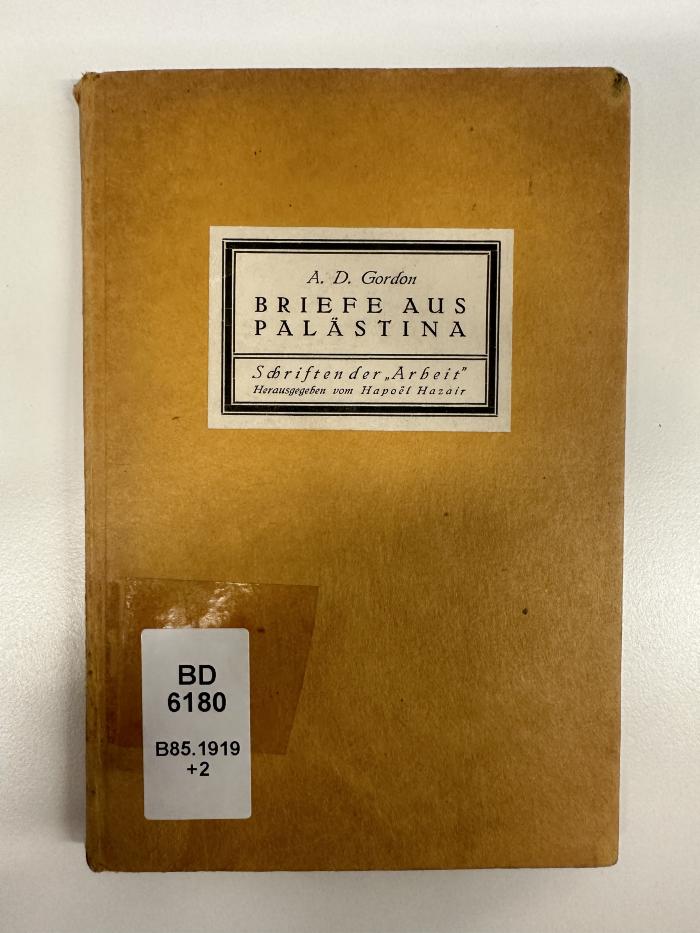 A. D. Gordon
BRIEFE AUS
PALÄSTINA
Schriften der „Arbeit”
Herausgegeben vom Hapoël Hazair
BD
6180
B85.1919
+2